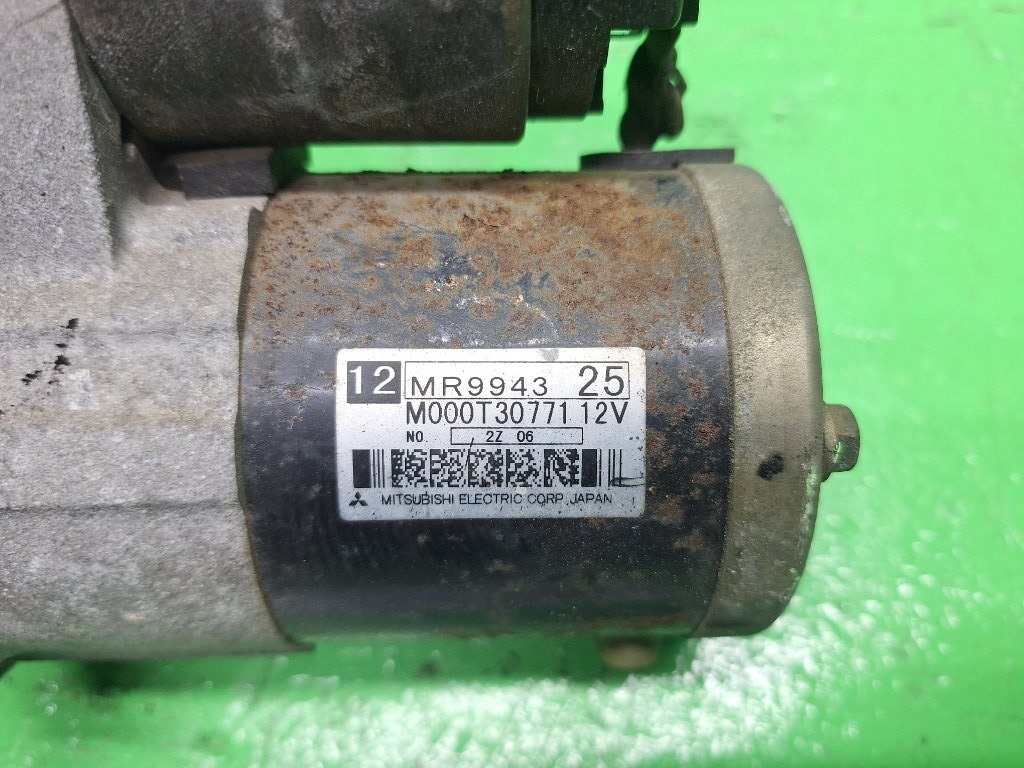 12 MR9943 25
M000T30771 12V
NO. 2Z 06
MITSUBISHI ELECTRIC CORP. JAPAN